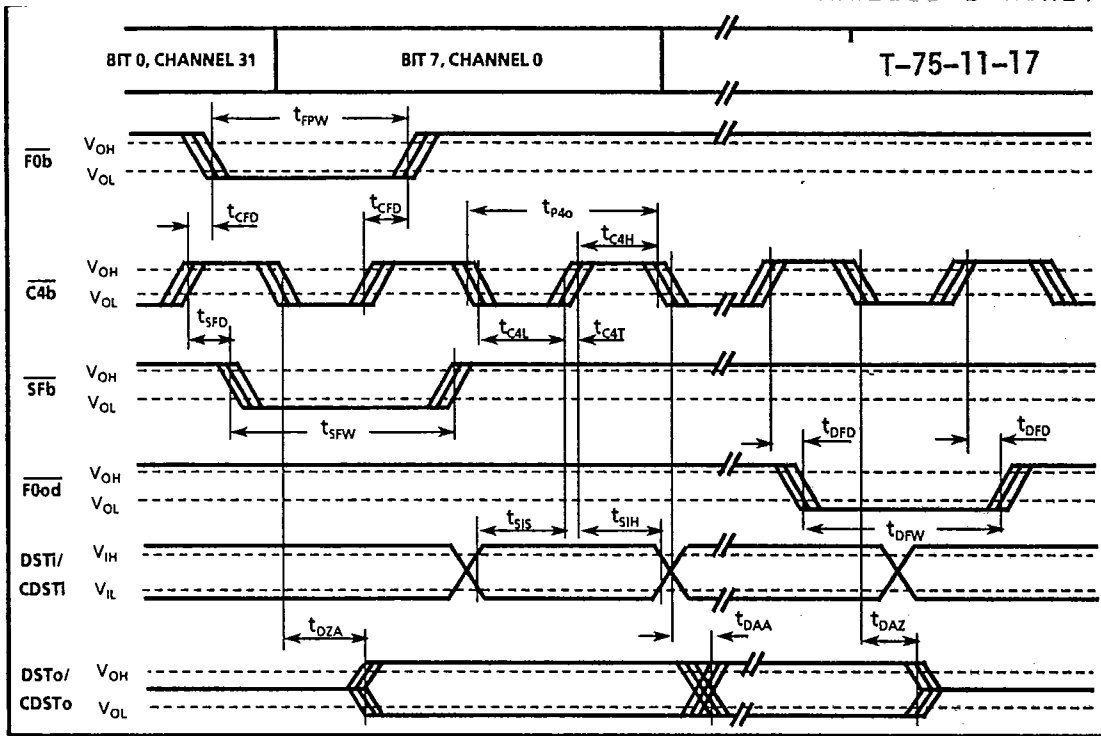 BIT 0, CHANNEL 31 BIT 7, CHANNEL 0 T-75-11-17
tFPW
F0b VOH
VOL
tCFD tCFD tP4o
tC4H
C4b VOH
VOL
tSFD tC4L tC4T
SFb VOH
VOL
tSFW
tDFD tDFD
F0od VOH
VOL
tSIS tSIH tDFW
DSTi/ VIH
CDSTi VIL
tDZA tDAA tDAZ
DSTo/ VOH
CDSTo VOL